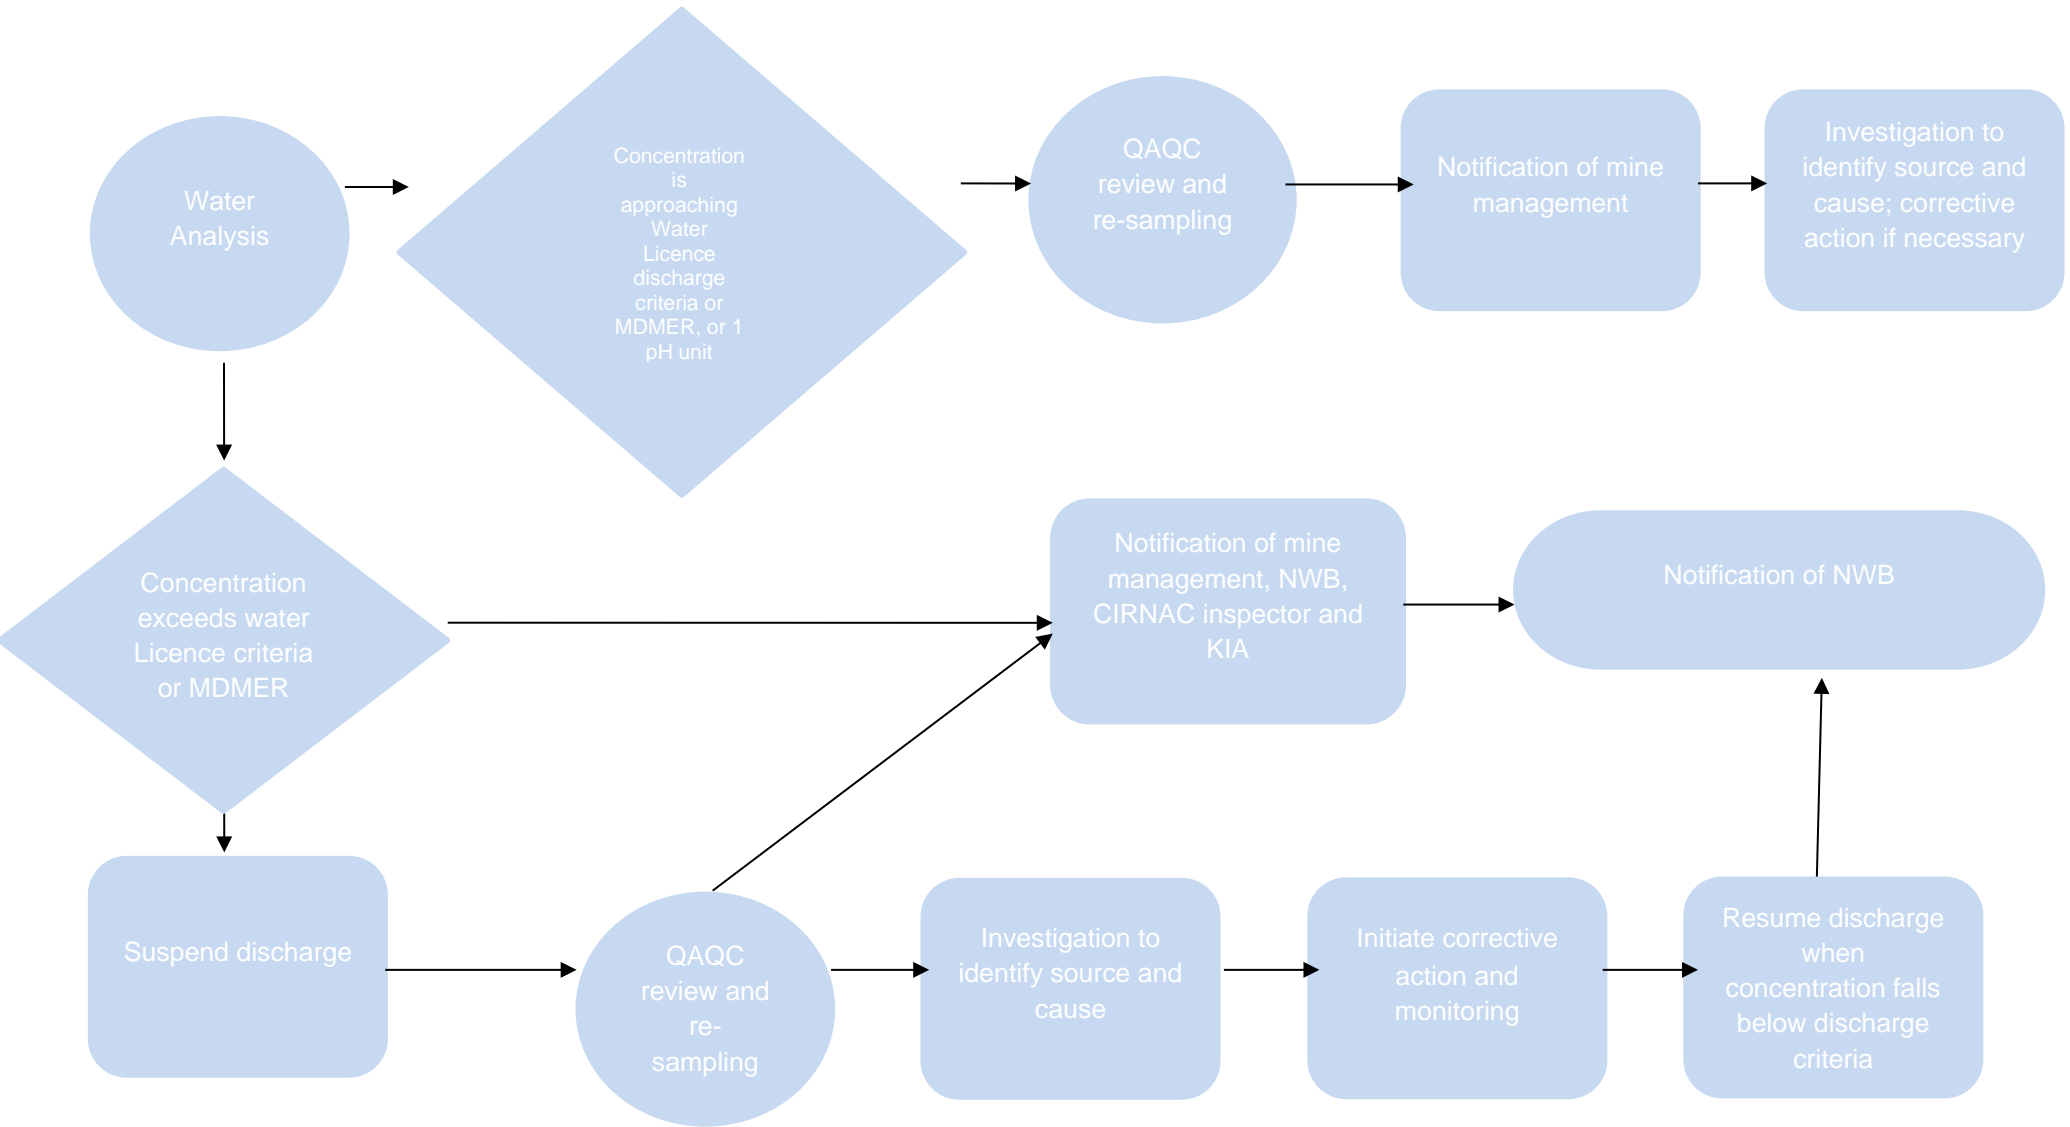 Water
Analysis
Concentration
is
approaching
Water
Licence
discharge
criteria or
MDMER, or 1
pH unit
QAQC
review and
re-sampling
Notification of mine
management
Investigation to
identify source and
cause; corrective
action if necessary
Concentration
exceeds water
Licence criteria
or MDMER
Notification of mine
management, NWB,
CIRNAC inspector and
KIA
Notification of NWB
Suspend discharge
QAQC
review and
re-
sampling
Investigation to
identify source and
cause
Initiate corrective
action and
monitoring
Resume discharge
when
concentration falls
below discharge
criteria